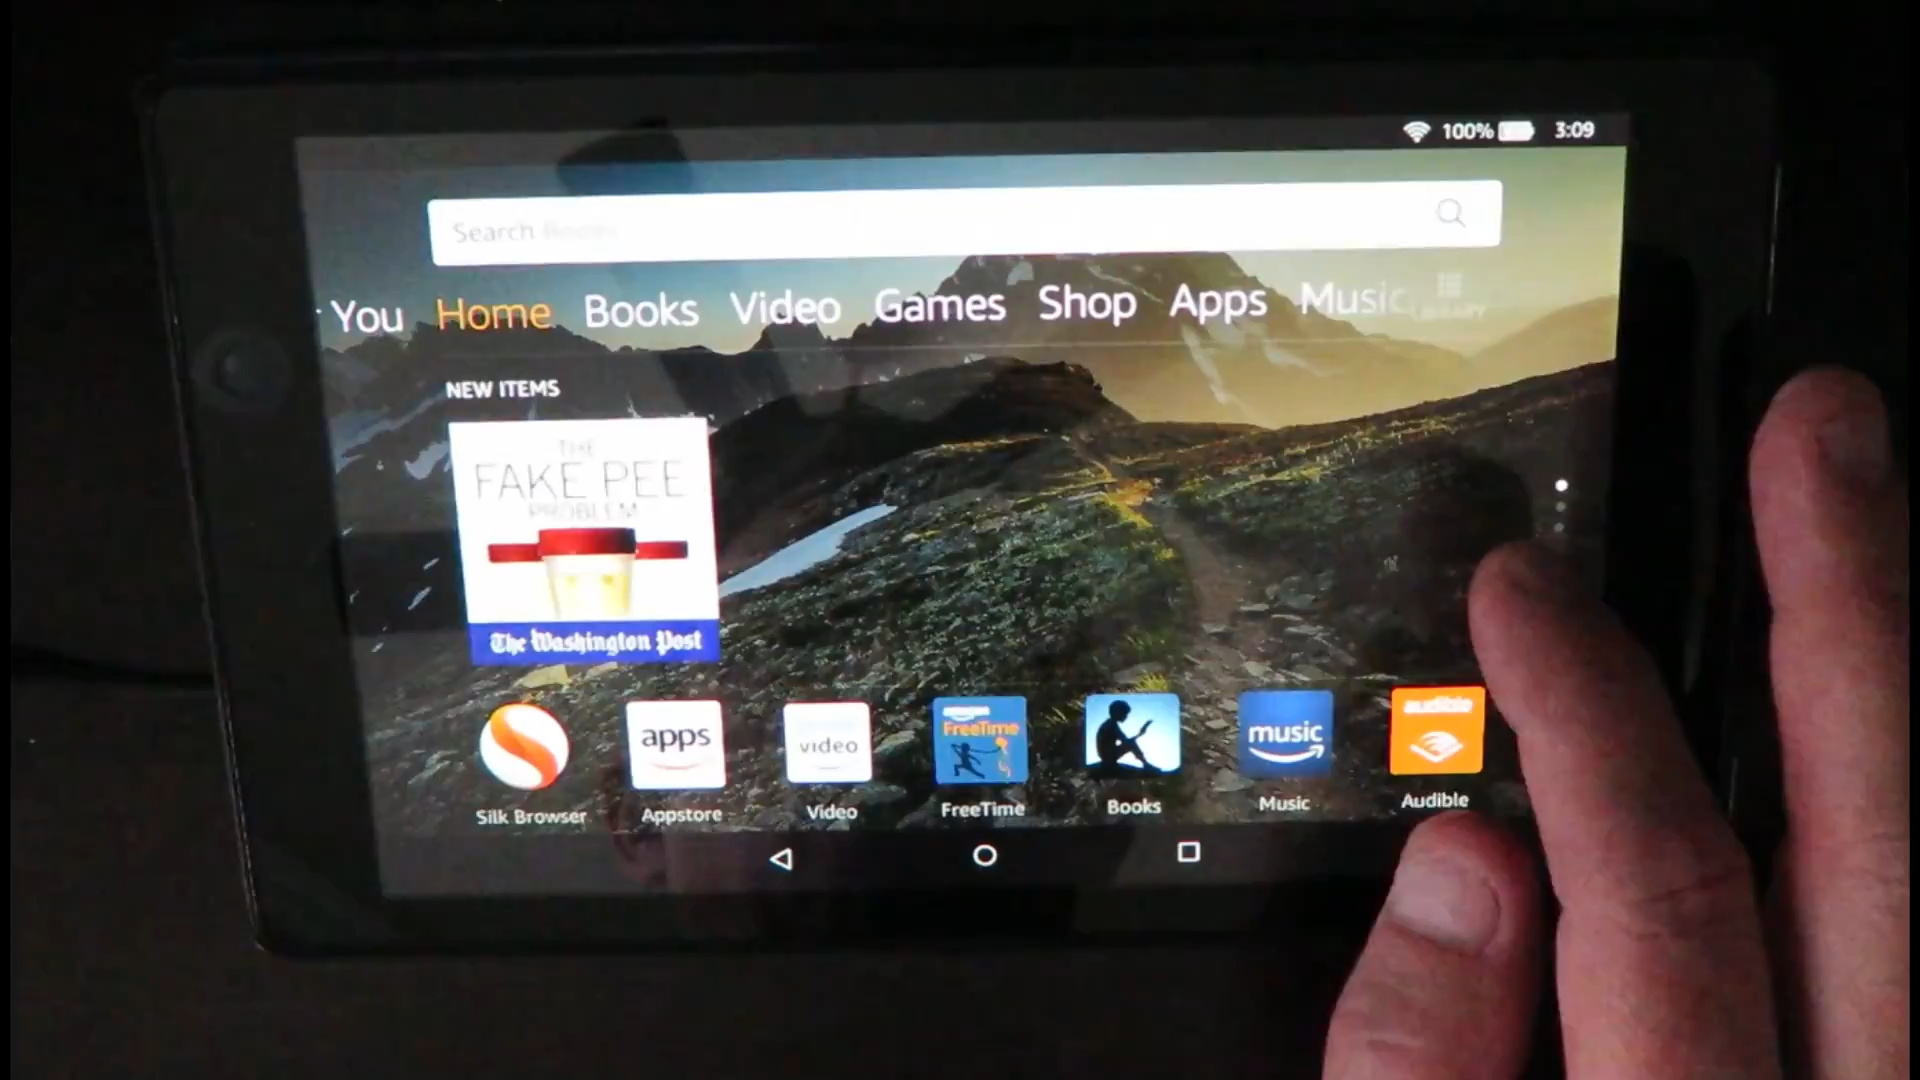 100% 3:09
Search
You Home Books Video Games Shop Apps Music
NEW ITEMS
THE
FAKE PEE
PROBLEM
The Washington Post
apps
video
amazon
FreeTime
music
audible
Silk Browser
Appstore
Video
FreeTime
Books
Music
Audible